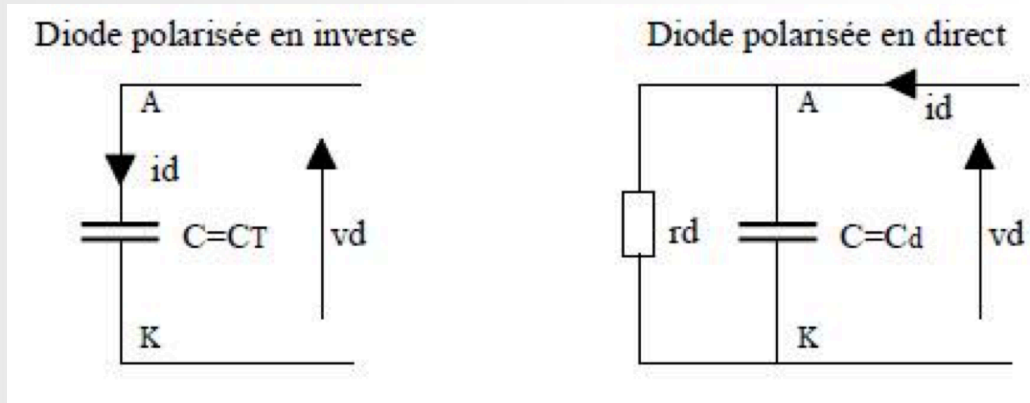 Diode polarisée en inverse
A
id
C=CT
vd
K
Diode polarisée en direct
A
id
rd
C=Cd
vd
K